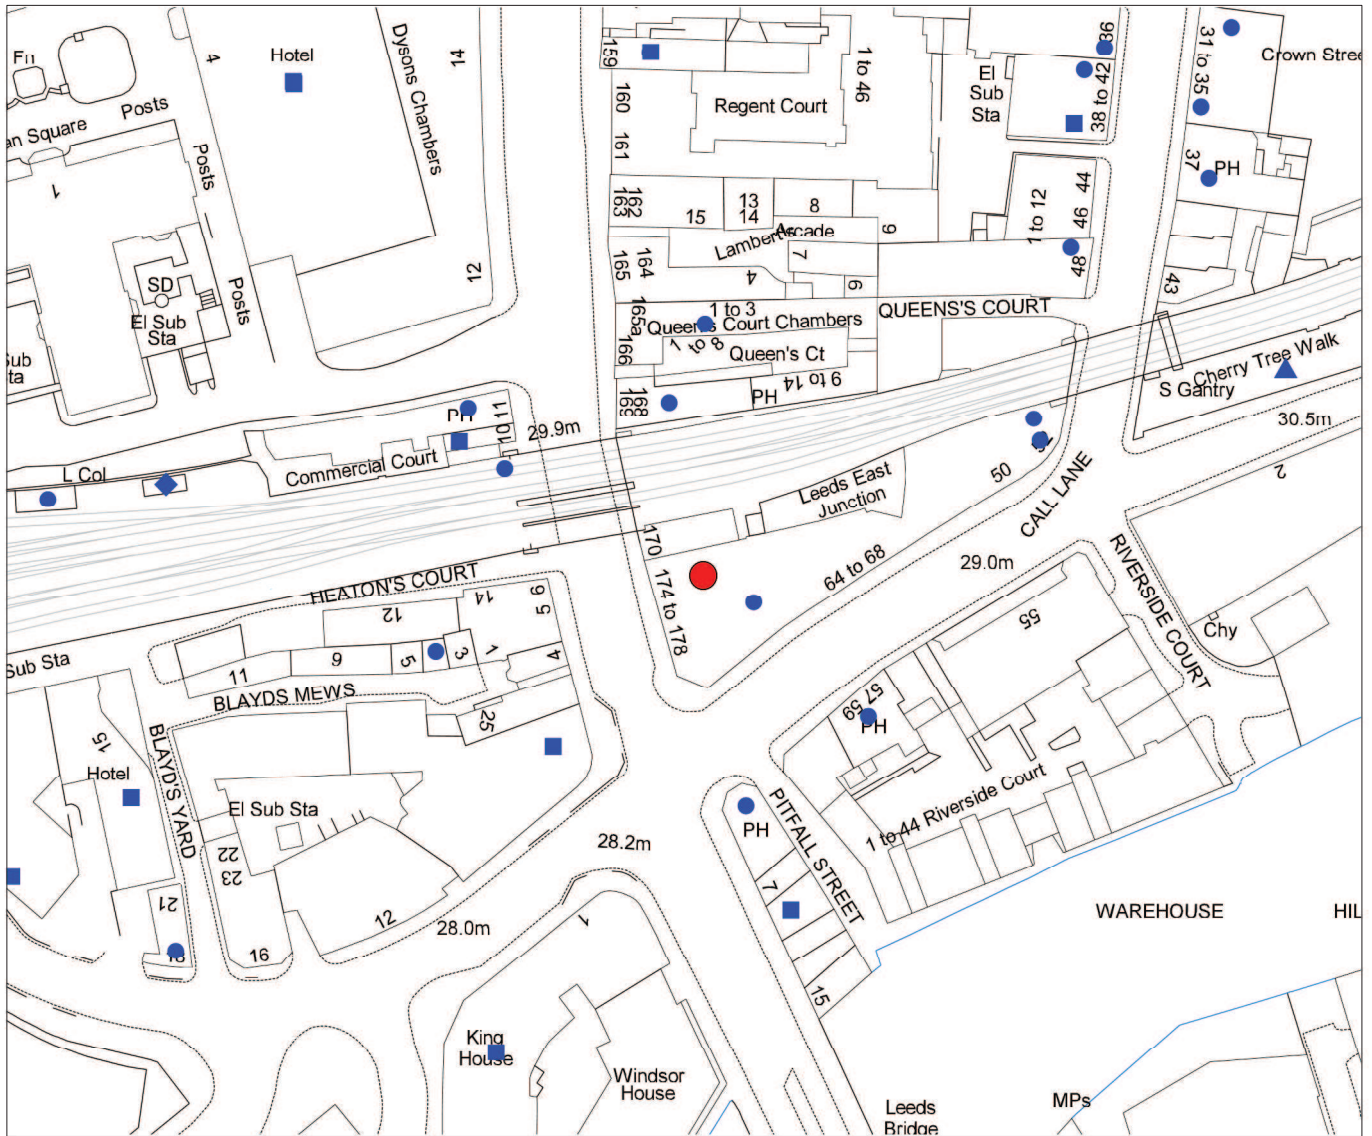 Hotel
14
159
1 to 46
36
31 to 35
Crown Stree
4
Dysons Chambers
El
Sub
Sta
38 to 42
Posts
160
Regent Court
an Square
161
Posts
37
PH
1
1 to 12
44
46
48
162
163
15
13
14
8
Lambert's
Arcade
9
7
SD
12
165
164
4
6
43
Posts
El Sub
Sta
165a
1 to 3
QUEENS'S COURT
Queens Court Chambers
1 to 8
Sub
ta
166
Queen's Ct
Cherry Tree Walk
9 to 14
S Gantry
PH
168
169
PH
10 11
29.9m
30.5m
Commercial Court
L Col
50
2
Leeds East
Junction
CALL LANE
170
64 to 68
29.0m
RIVERSIDE COURT
HEATON'S COURT
174 to 178
14
12
6
5
55
Chy
Sub Sta
11
9
5
3
1
4
BLAYDS MEWS
25
57 59
PH
15
Hotel
BLAYD'S YARD
El Sub Sta
PITFALL STREET
1 to 44 Riverside Court
PH
28.2m
22
23
7
21
18
16
12
28.0m
1
WAREHOUSE
HIL
15
King
House
Windsor
House
Leeds
Bridge
MPs